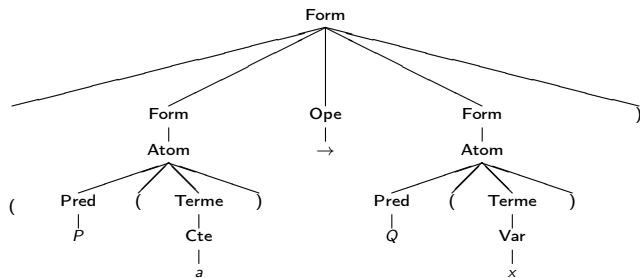 Form
Form Ope Form )
Atom → Atom
( Pred ( Terme ) Pred ( Terme )
P Cte Q Var
a x